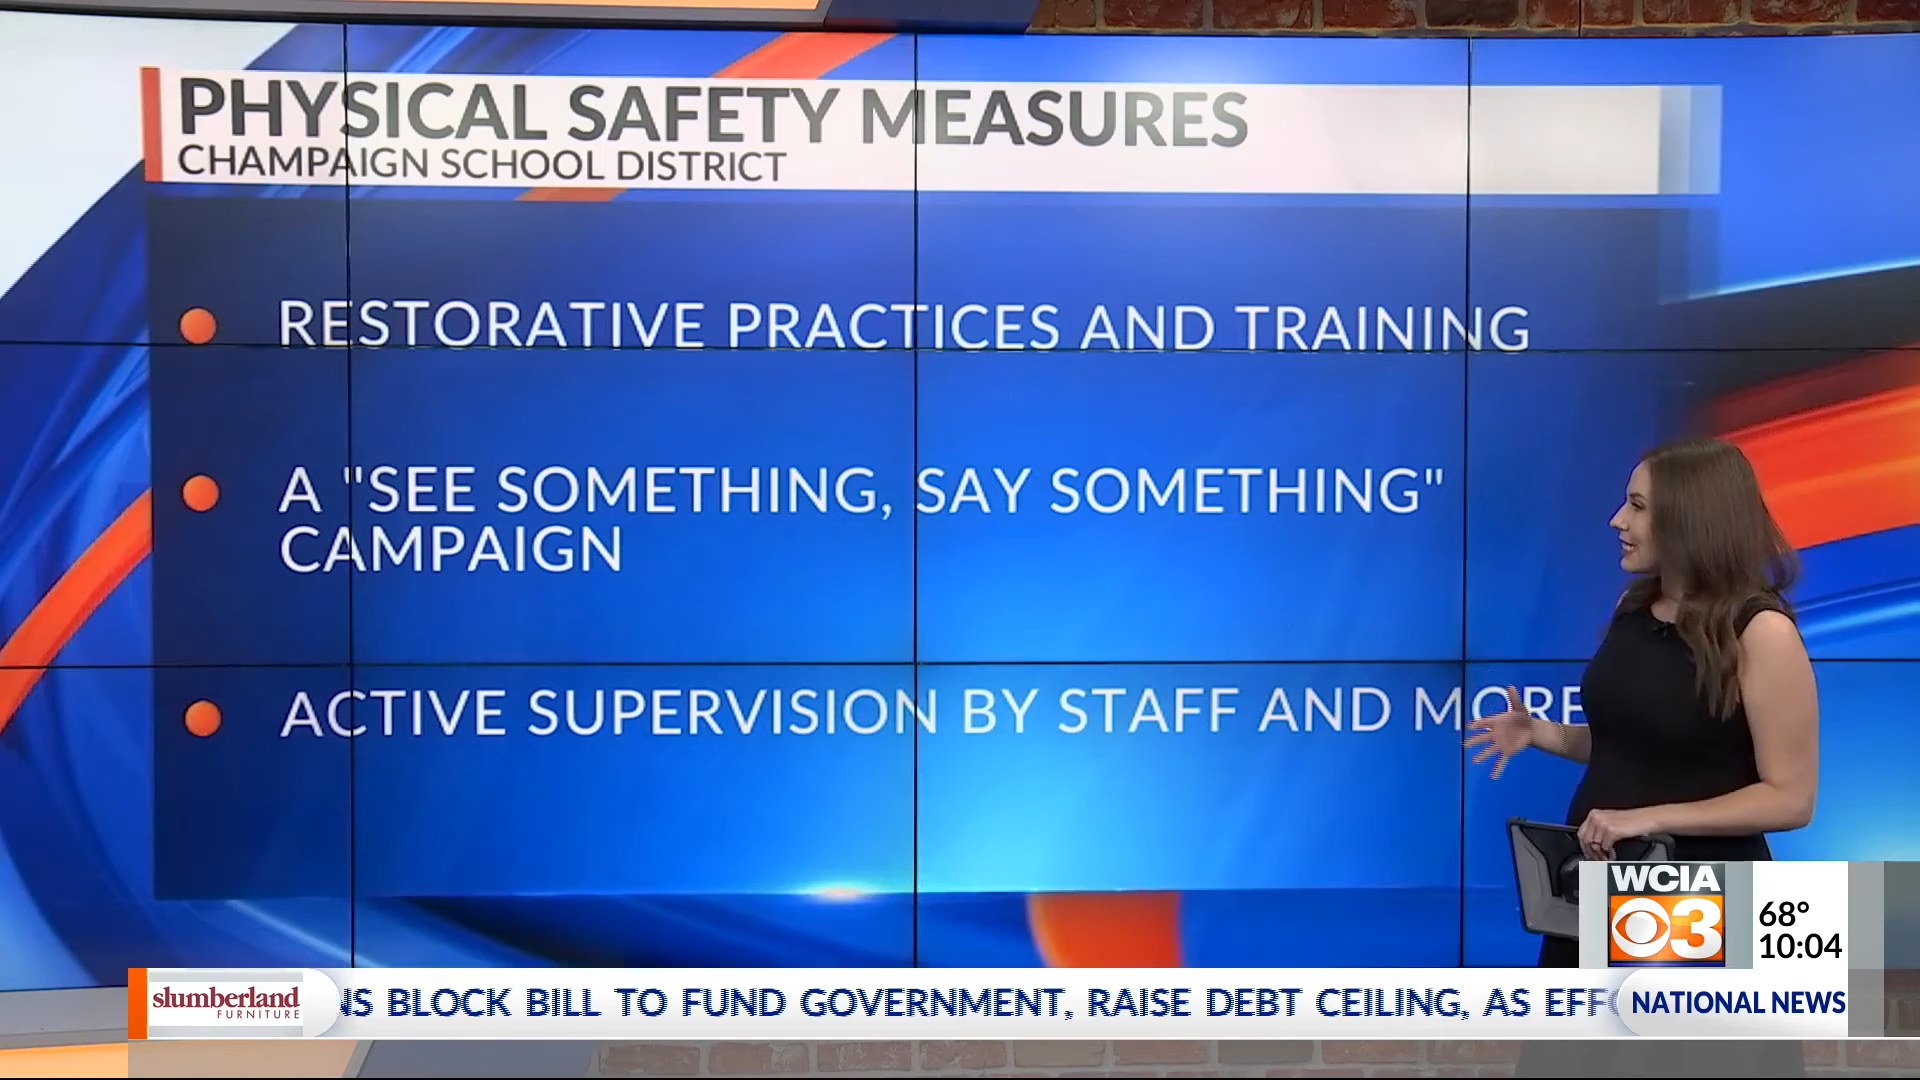 PHYSICAL SAFETY MEASURES
CHAMPAIGN SCHOOL DISTRICT
RESTORATIVE PRACTICES AND TRAINING
A "SEE SOMETHING, SAY SOMETHING"
CAMPAIGN
ACTIVE SUPERVISION BY STAFF AND MORE
WCIA
3
68°
10:04
slumberland
FURNITURE
NS BLOCK BILL TO FUND GOVERNMENT, RAISE DEBT CEILING, AS EFFO
NATIONAL NEWS